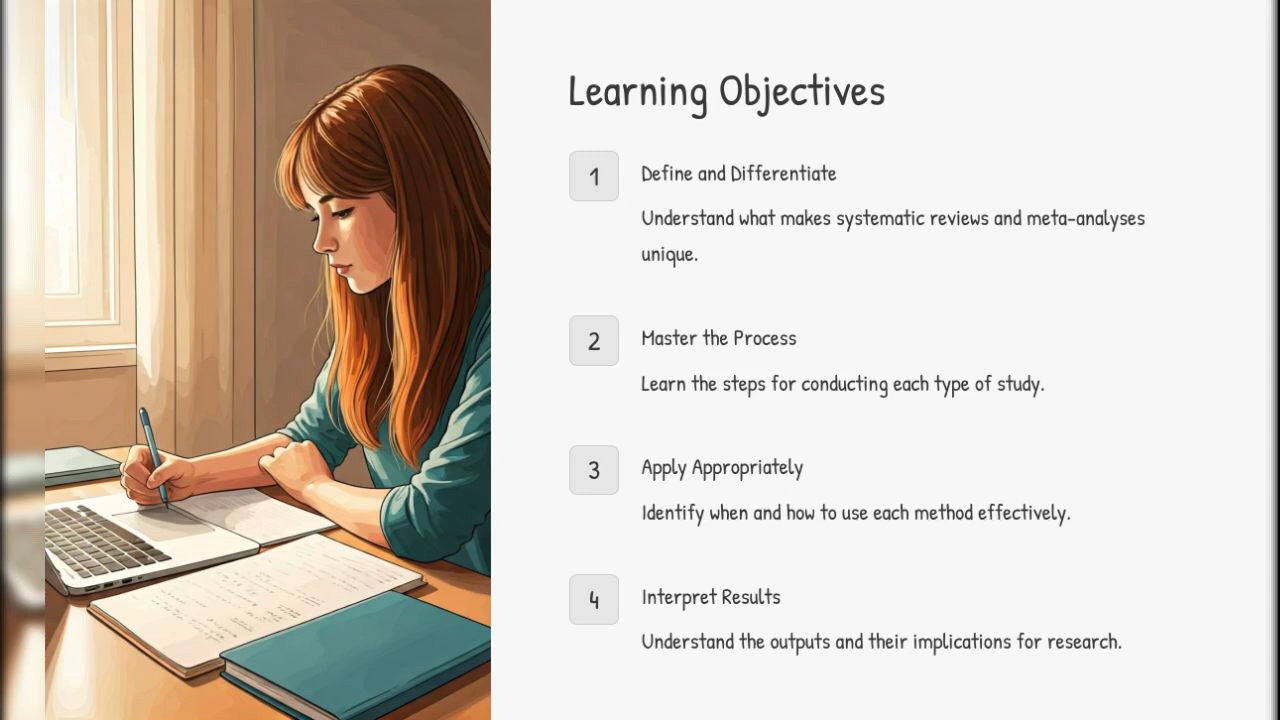 Learning Objectives
1
Define and Differentiate
Understand what makes systematic reviews and meta-analyses
unique.
2
Master the Process
Learn the steps for conducting each type of study.
3
Apply Appropriately
Identify when and how to use each method effectively.
4
Interpret Results
Understand the outputs and their implications for research.